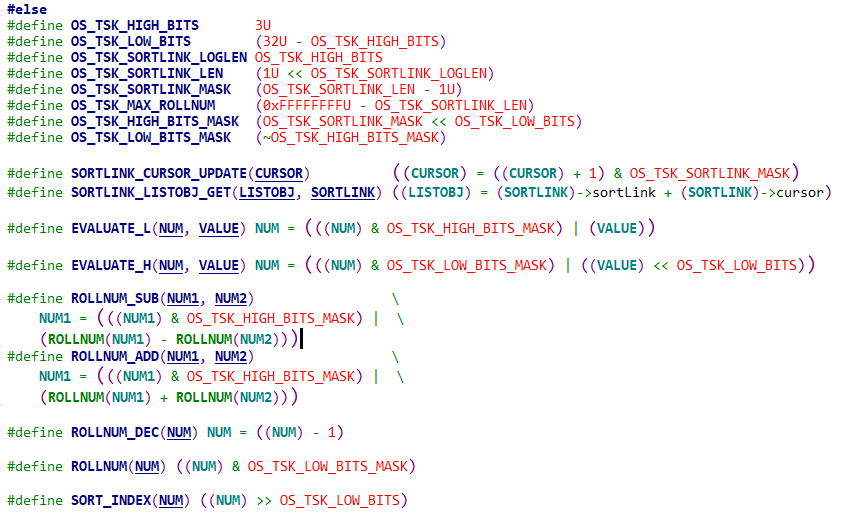 #else
#define OS_TSK_HIGH_BITS 3U
#define OS_TSK_LOW_BITS (32U - OS_TSK_HIGH_BITS)
#define OS_TSK_SORTLINK_LOGLEN OS_TSK_HIGH_BITS
#define OS_TSK_SORTLINK_LEN (1U << OS_TSK_SORTLINK_LOGLEN)
#define OS_TSK_SORTLINK_MASK (OS_TSK_SORTLINK_LEN - 1U)
#define OS_TSK_MAX_ROLLNUM (0xFFFFFFFFU - OS_TSK_SORTLINK_LEN)
#define OS_TSK_HIGH_BITS_MASK (OS_TSK_SORTLINK_MASK << OS_TSK_LOW_BITS)
#define OS_TSK_LOW_BITS_MASK (~OS_TSK_HIGH_BITS_MASK)
#define SORTLINK_CURSOR_UPDATE(CURSOR) ((CURSOR) = ((CURSOR) + 1) & OS_TSK_SORTLINK_MASK)
#define SORTLINK_LISTOBJ_GET(LISTOBJ, SORTLINK) ((LISTOBJ) = (SORTLINK)->sortLink + (SORTLINK)->cursor)
#define EVALUATE_L(NUM, VALUE) NUM = (((NUM) & OS_TSK_HIGH_BITS_MASK) | (VALUE))
#define EVALUATE_H(NUM, VALUE) NUM = (((NUM) & OS_TSK_LOW_BITS_MASK) | ((VALUE) << OS_TSK_LOW_BITS))
#define ROLLNUM_SUB(NUM1, NUM2) \
NUM1 = (((NUM1) & OS_TSK_HIGH_BITS_MASK) | \
(ROLLNUM(NUM1) - ROLLNUM(NUM2)))
#define ROLLNUM_ADD(NUM1, NUM2) \
NUM1 = (((NUM1) & OS_TSK_HIGH_BITS_MASK) | \
(ROLLNUM(NUM1) + ROLLNUM(NUM2)))
#define ROLLNUM_DEC(NUM) NUM = ((NUM) - 1)
#define ROLLNUM(NUM) ((NUM) & OS_TSK_LOW_BITS_MASK)
#define SORT_INDEX(NUM) ((NUM) >> OS_TSK_LOW_BITS)